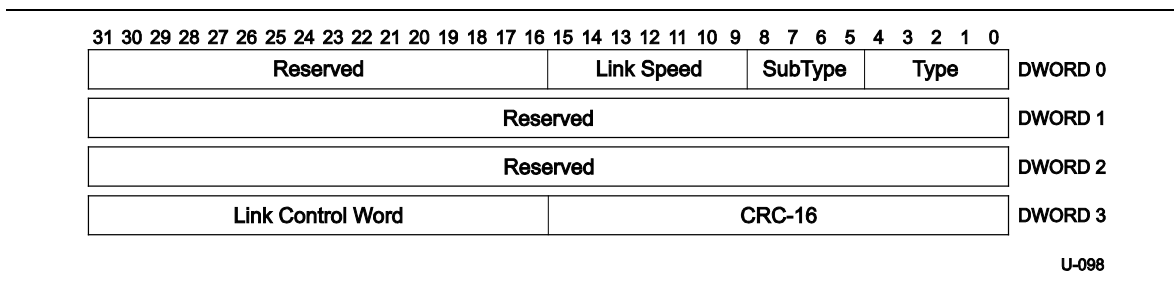 31 30 29 28 27 26 25 24 23 22 21 20 19 18 17 16 15 14 13 12 11 10 9 8 7 6 5 4 3 2 1 0
Reserved Link Speed SubType Type DWORD 0
Reserved DWORD 1
Reserved DWORD 2
Link Control Word CRC-16 DWORD 3
U-098